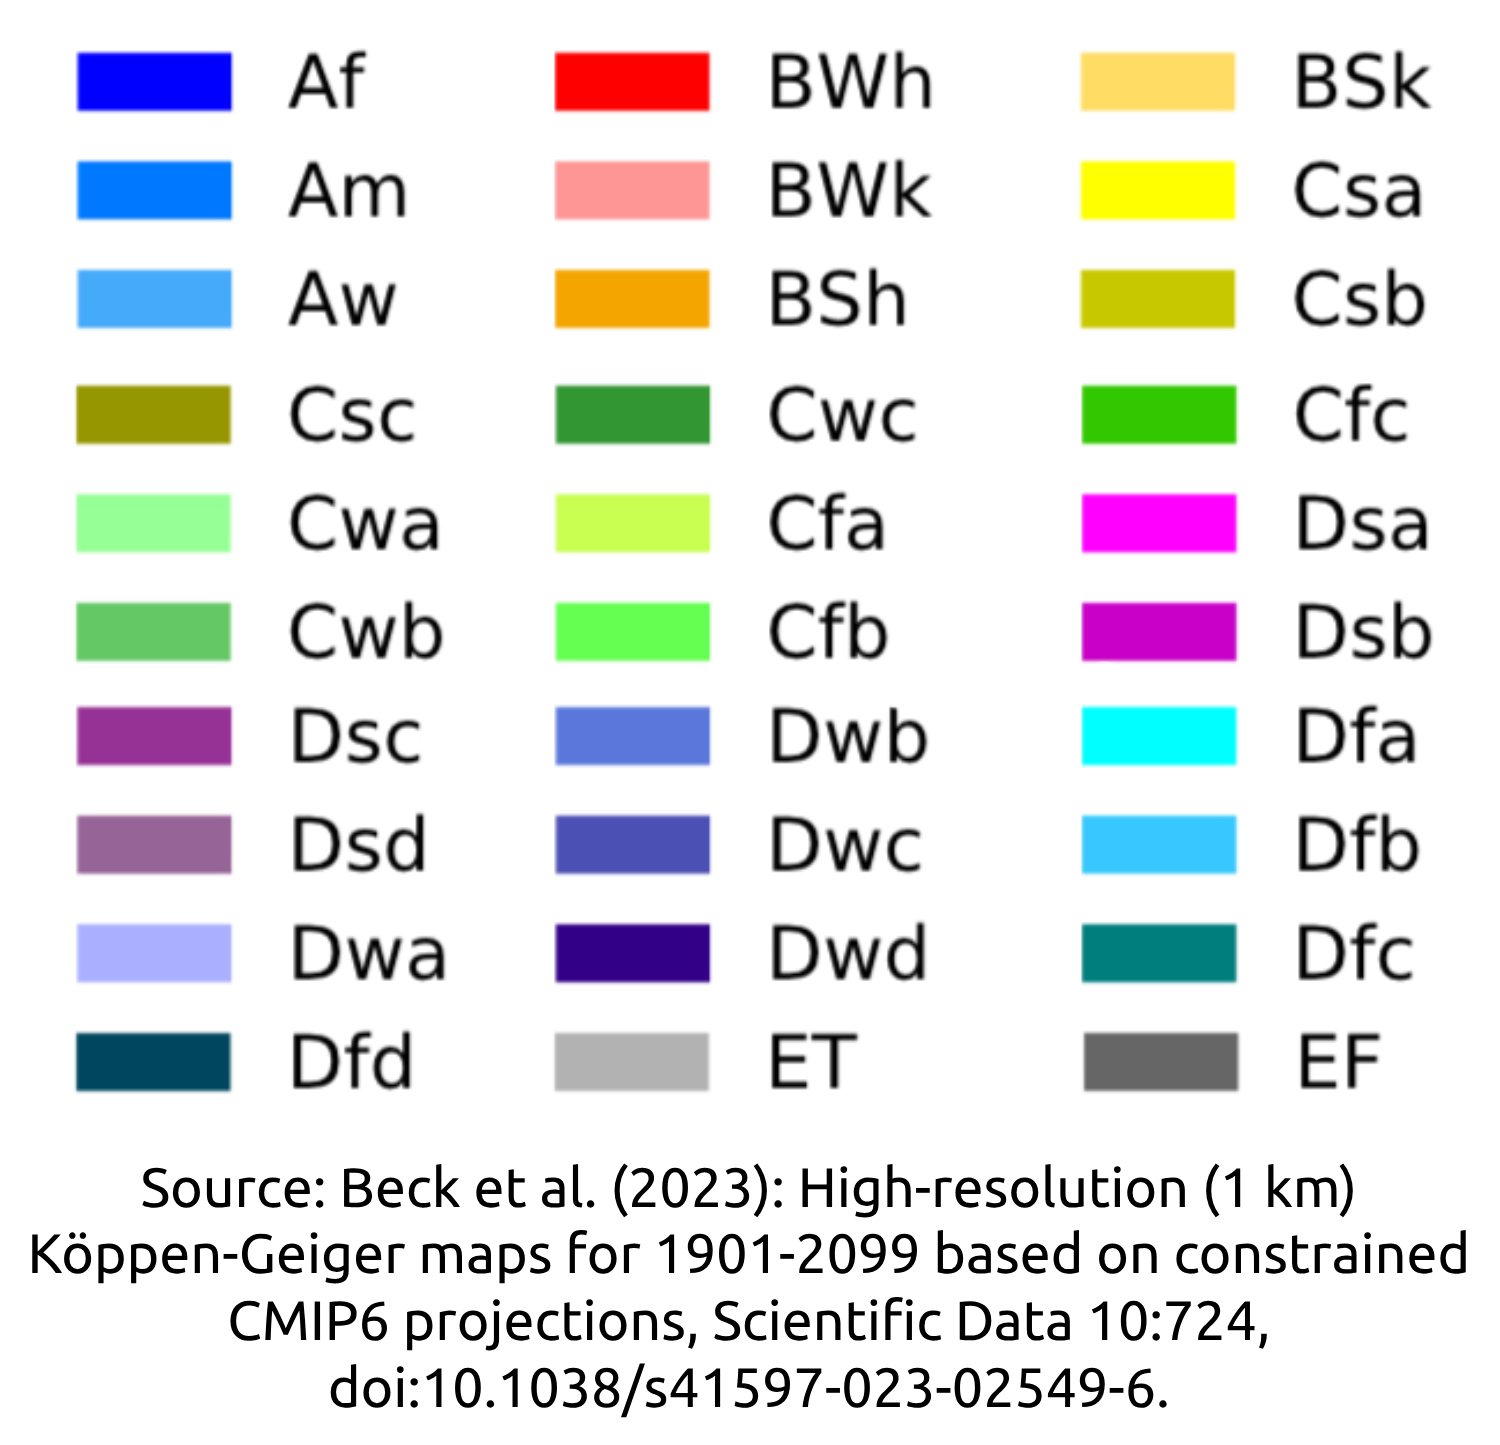 Af BWh BSk
Am BWk Csa
Aw BSh Csb
Csc Cwc Cfc
Cwa Cfa Dsa
Cwb Cfb Dsb
Dsc Dwb Dfa
Dsd Dwc Dfb
Dwa Dwd Dfc
Dfd ET EF
Source: Beck et al. (2023): High-resolution (1 km)
Köppen-Geiger maps for 1901-2099 based on constrained
CMIP6 projections, Scientific Data 10:724,
doi:10.1038/s41597-023-02549-6.